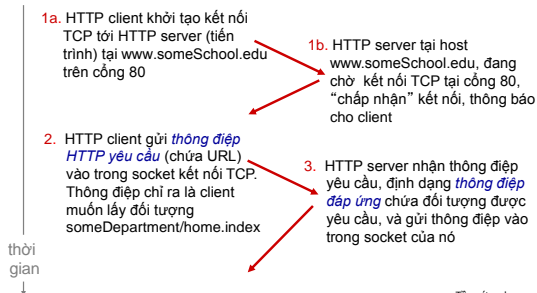 1a. HTTP client khởi tạo kết nối
TCP tới HTTP server (tiến
trình) tại www.someSchool.edu
trên cổng 80
1b. HTTP server tại host
www.someSchool.edu, đang
chờ kết nối TCP tại cổng 80,
“chấp nhận” kết nối, thông báo
cho client
2. HTTP client gửi thông điệp
HTTP yêu cầu (chứa URL)
vào trong socket kết nối TCP.
Thông điệp chỉ ra là client
muốn lấy đối tượng
someDepartment/home.index
3. HTTP server nhận thông điệp
yêu cầu, định dạng thông điệp
đáp ứng chứa đối tượng được
yêu cầu, và gửi thông điệp vào
trong socket của nó
thời
gian